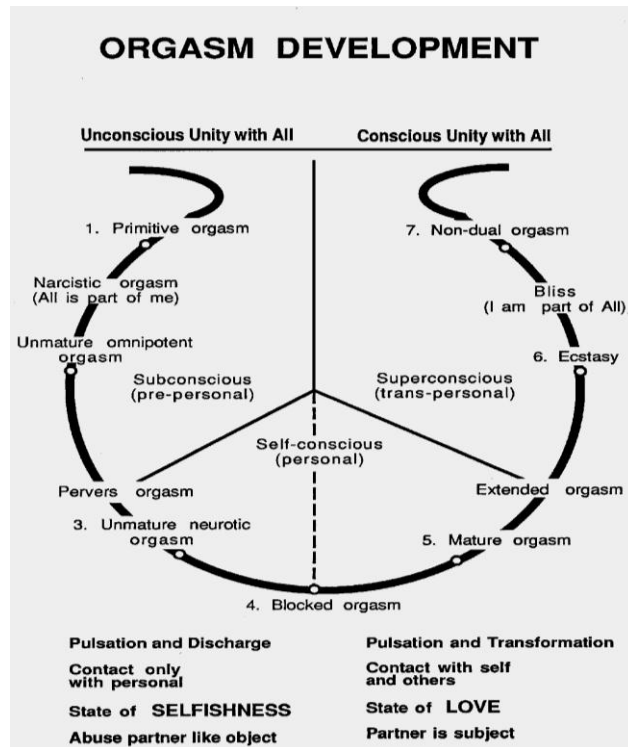 ORGASM DEVELOPMENT
Unconscious Unity with All
Conscious Unity with All
1. Primitive orgasm
7. Non-dual orgasm
Narcistic orgasm
(All is part of me)
Bliss
(I am part of All)
Unmature omnipotent
orgasm
6. Ecstasy
Subconscious
(pre-personal)
Superconscious
(trans-personal)
Self-conscious
(personal)
Pervers orgasm
Extended orgasm
3. Unmature neurotic
orgasm
5. Mature orgasm
4. Blocked orgasm
Pulsation and Discharge
Contact only
with personal
State of SELFISHNESS
Abuse partner like object
Pulsation and Transformation
Contact with self
and others
State of LOVE
Partner is subject